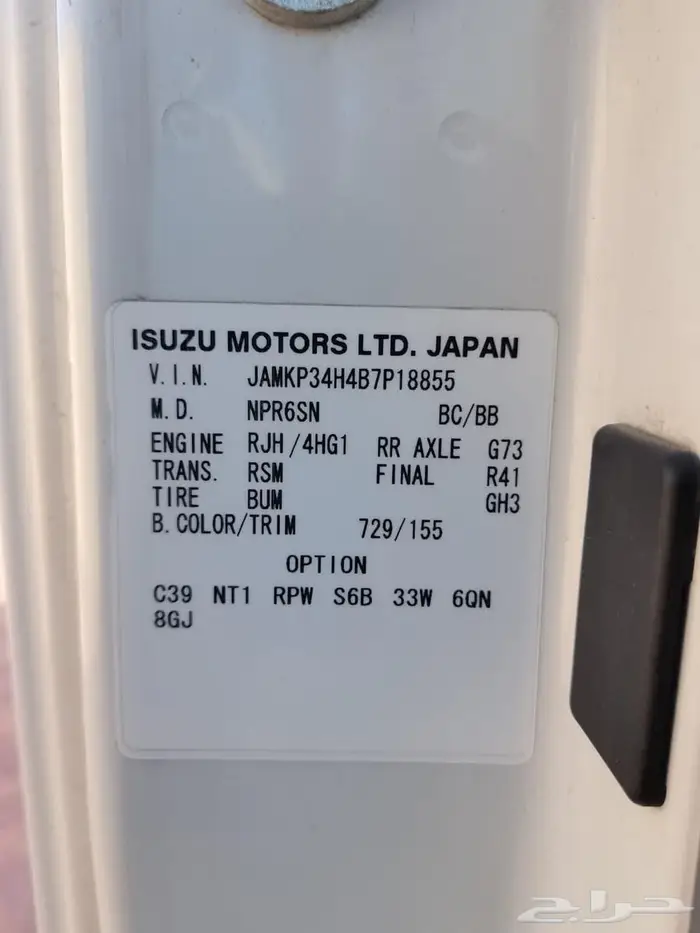 ISUZU MOTORS LTD. JAPAN
V.I.N. JAMKP34H4B7P18855
M.D. NPR6SN BC/BB
ENGINE RJH/4HG1 RR AXLE G73
TRANS. RSM FINAL R41
TIRE BUM GH3
B.COLOR/TRIM 729/155
OPTION
C39 NT1 RPW S6B 33W 6QN
8GJ
حراج